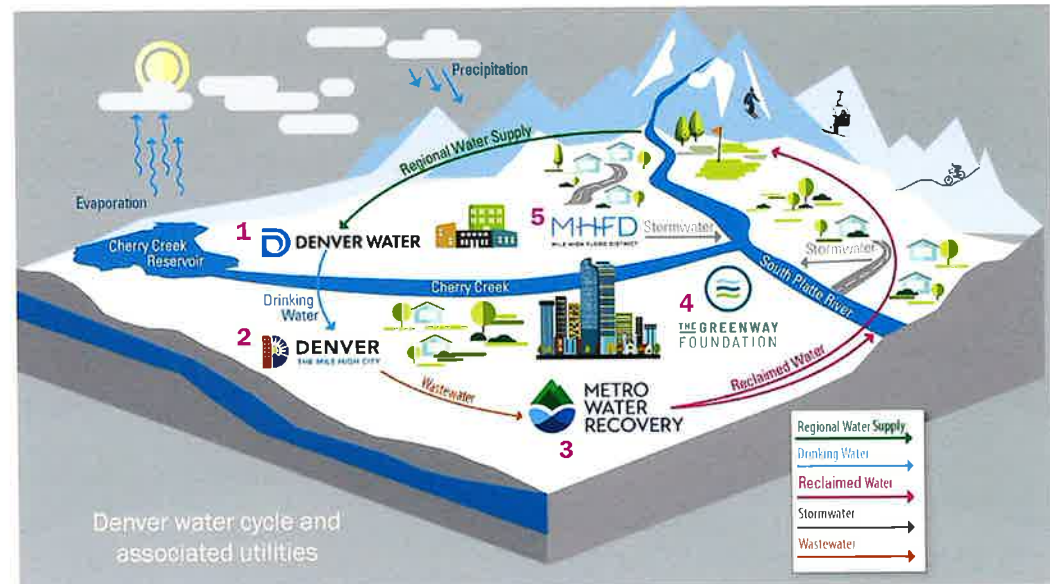 Precipitation
Regional Water Supply
Evaporation
1
DENVER WATER
5
MHFD
MILE HIGH FLOOD DISTRICT
Stormwater
Stormwater
Cherry Creek
Reservoir
Cherry Creek
South Platte River
Drinking
Water
2
DENVER
THE MILE HIGH CITY
4
THE GREENWAY
FOUNDATION
Wastewater
METRO
WATER
RECOVERY
3
Reclaimed Water
Regional Water Supply
Drinking Water
Reclaimed Water
Stormwater
Wastewater
Denver water cycle and
associated utilities